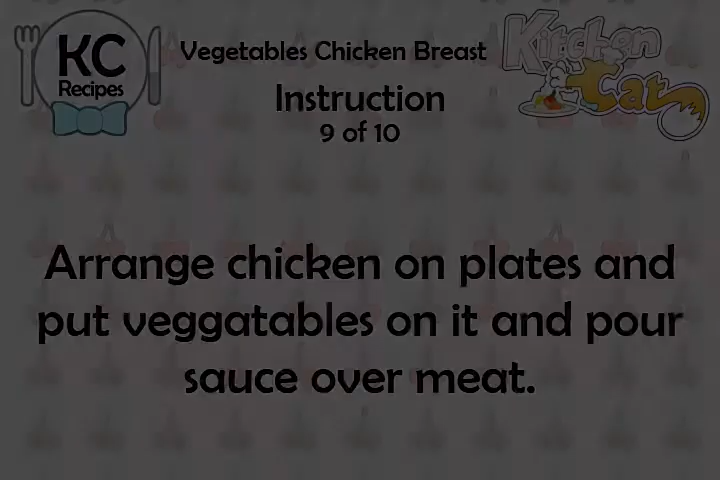 KC
Recipes
Vegetables Chicken Breast
Kitchen
Cat
Instruction
9 of 10
Arrange chicken on plates and
put veggatables on it and pour
sauce over meat.